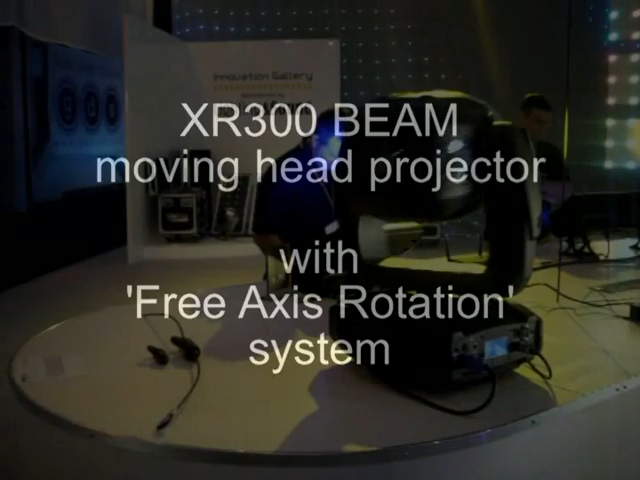 Innovation Gallery
XR300 BEAM
moving head projector
with
'Free Axis Rotation'
system